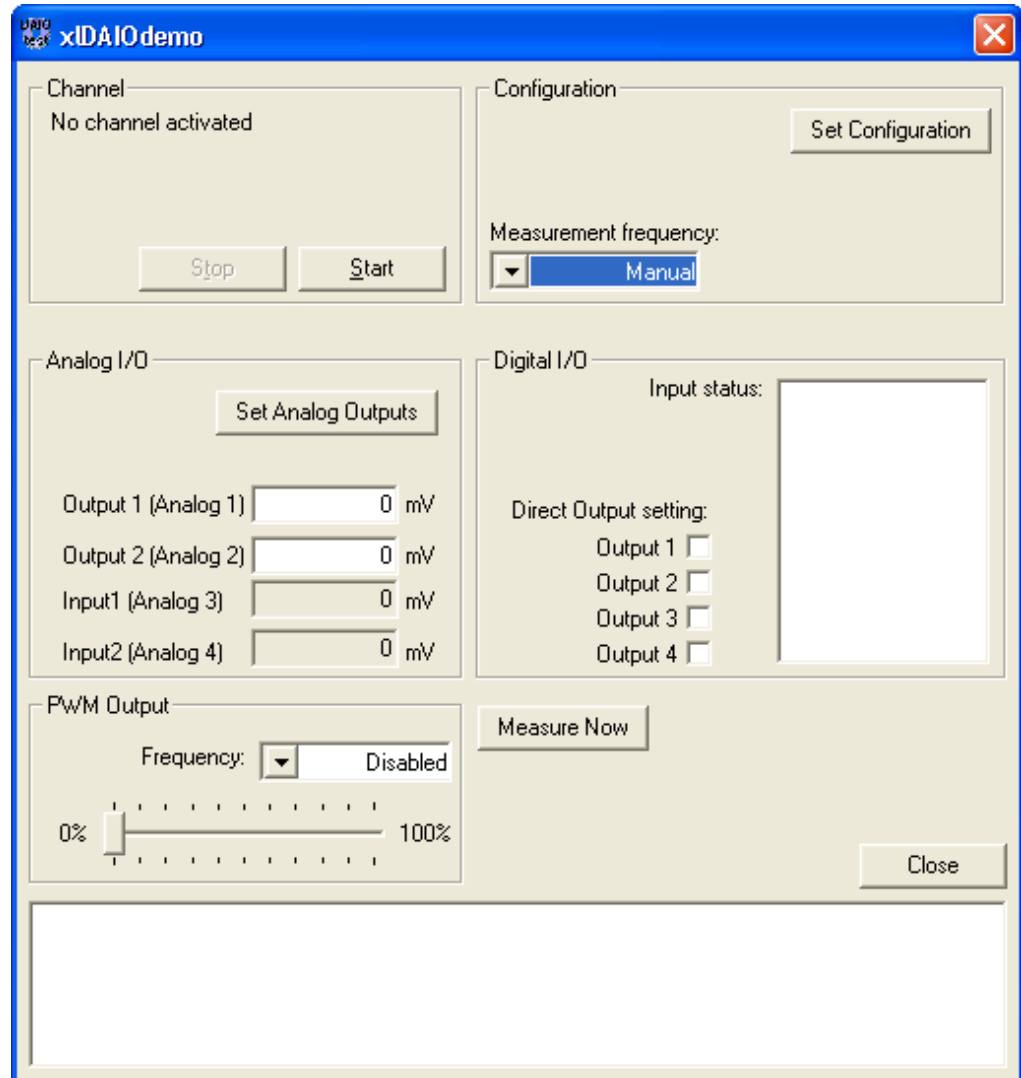 DAIO
test
xlDAIOdemo
Channel
No channel activated
Stop
Start
Configuration
Set Configuration
Measurement frequency:
Manual
Analog I/O
Set Analog Outputs
Output 1 (Analog 1) 0 mV
Output 2 (Analog 2) 0 mV
Input1 (Analog 3) 0 mV
Input2 (Analog 4) 0 mV
Digital I/O
Input status:
Direct Output setting:
Output 1
Output 2
Output 3
Output 4
PWM Output
Frequency: Disabled
0% 100%
Measure Now
Close